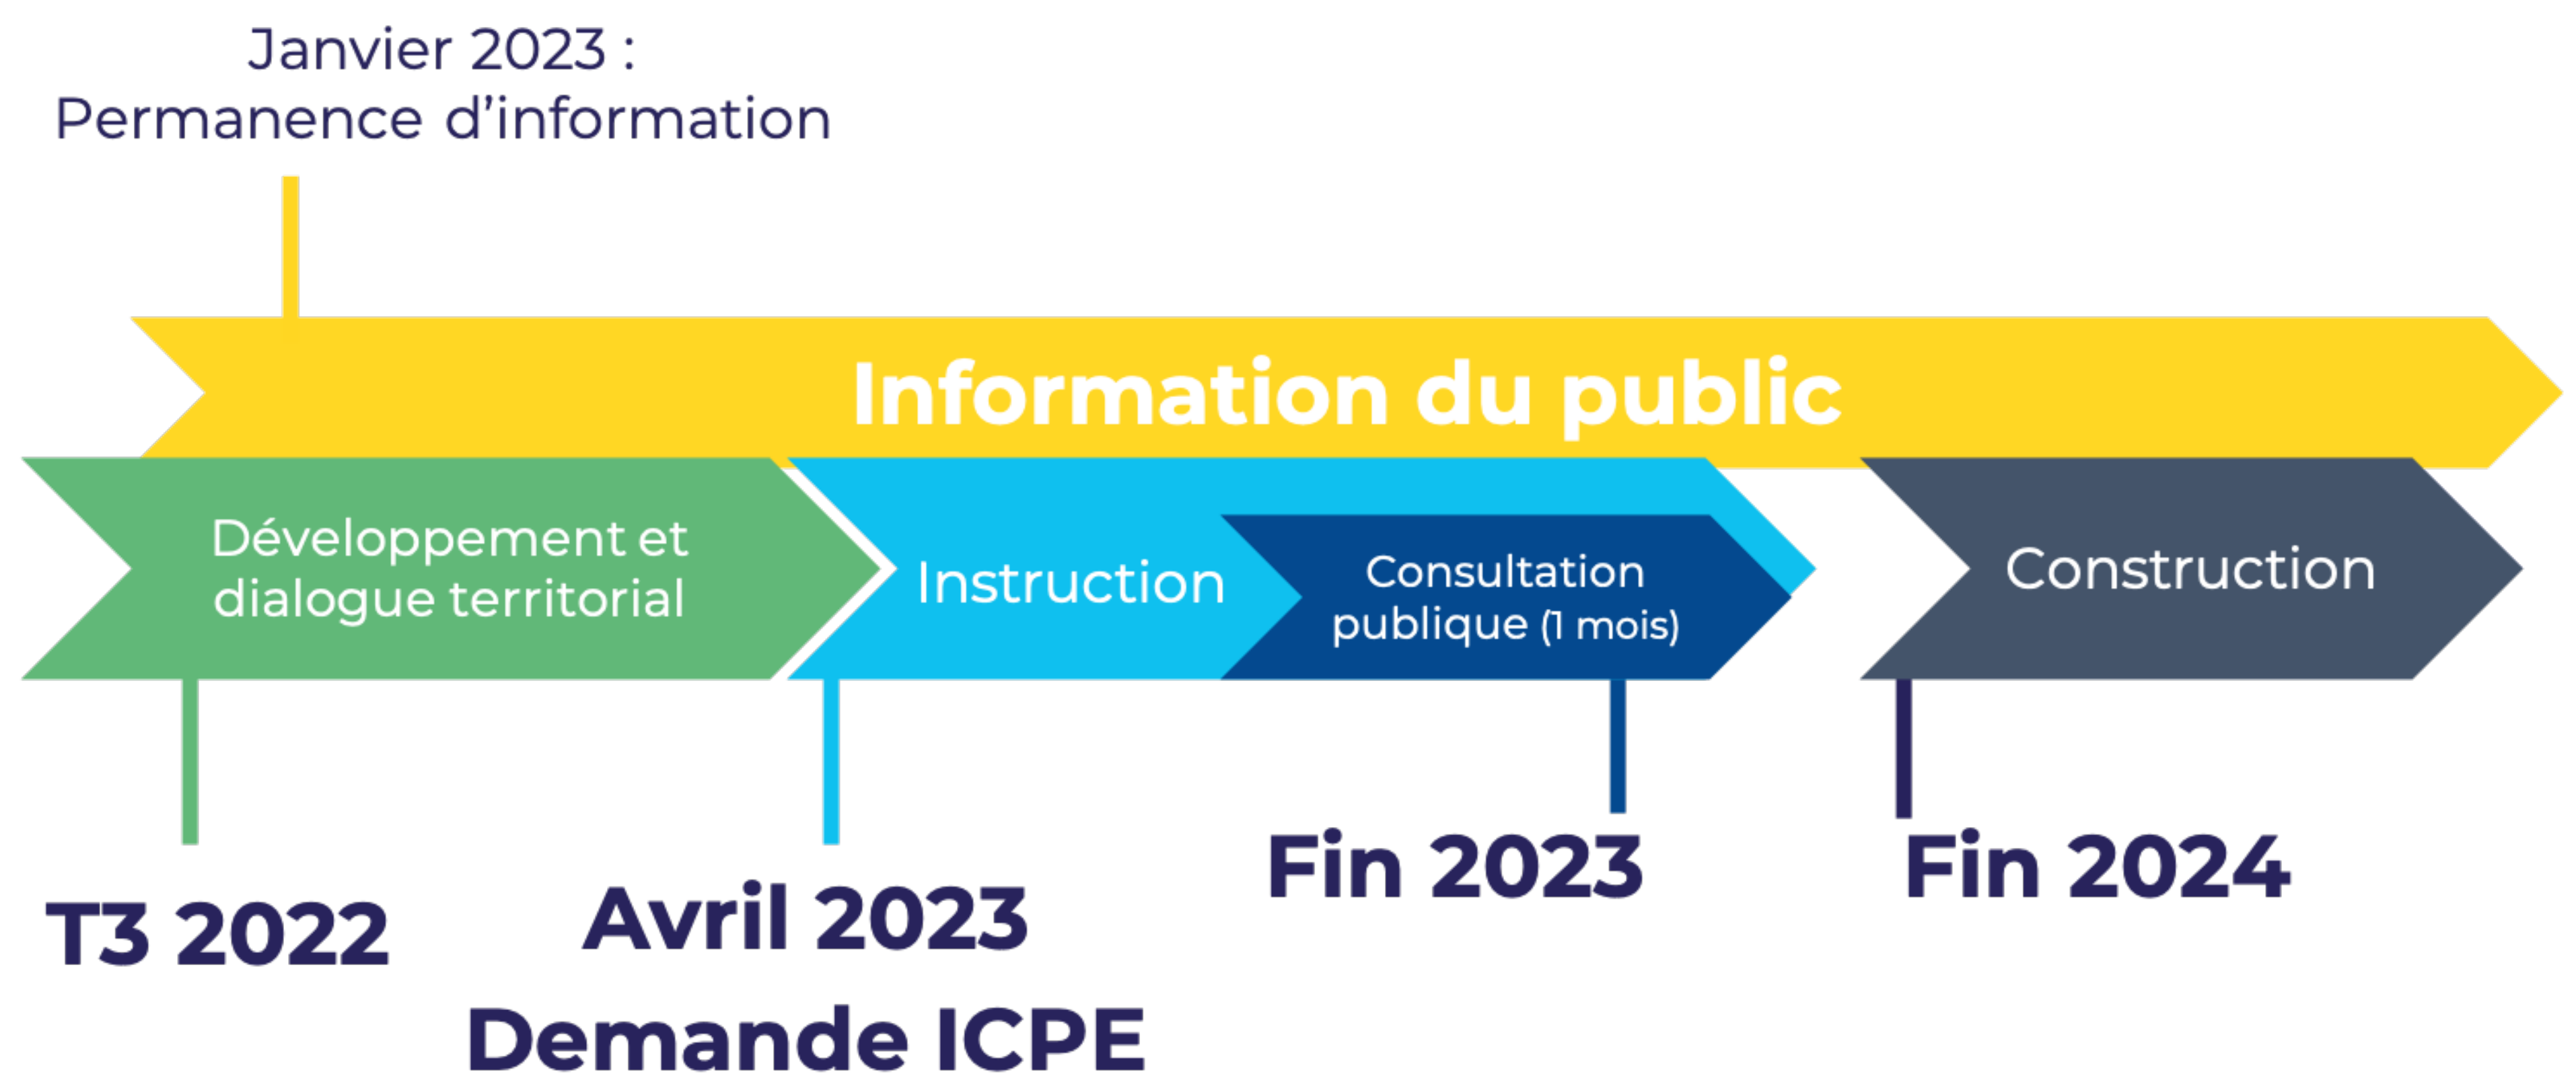 Janvier 2023 :
Permanence d'information
Information du public
Développement et
dialogue territorial
Instruction
Consultation
publique (1 mois)
Construction
T3 2022
Avril 2023
Demande ICPE
Fin 2023
Fin 2024